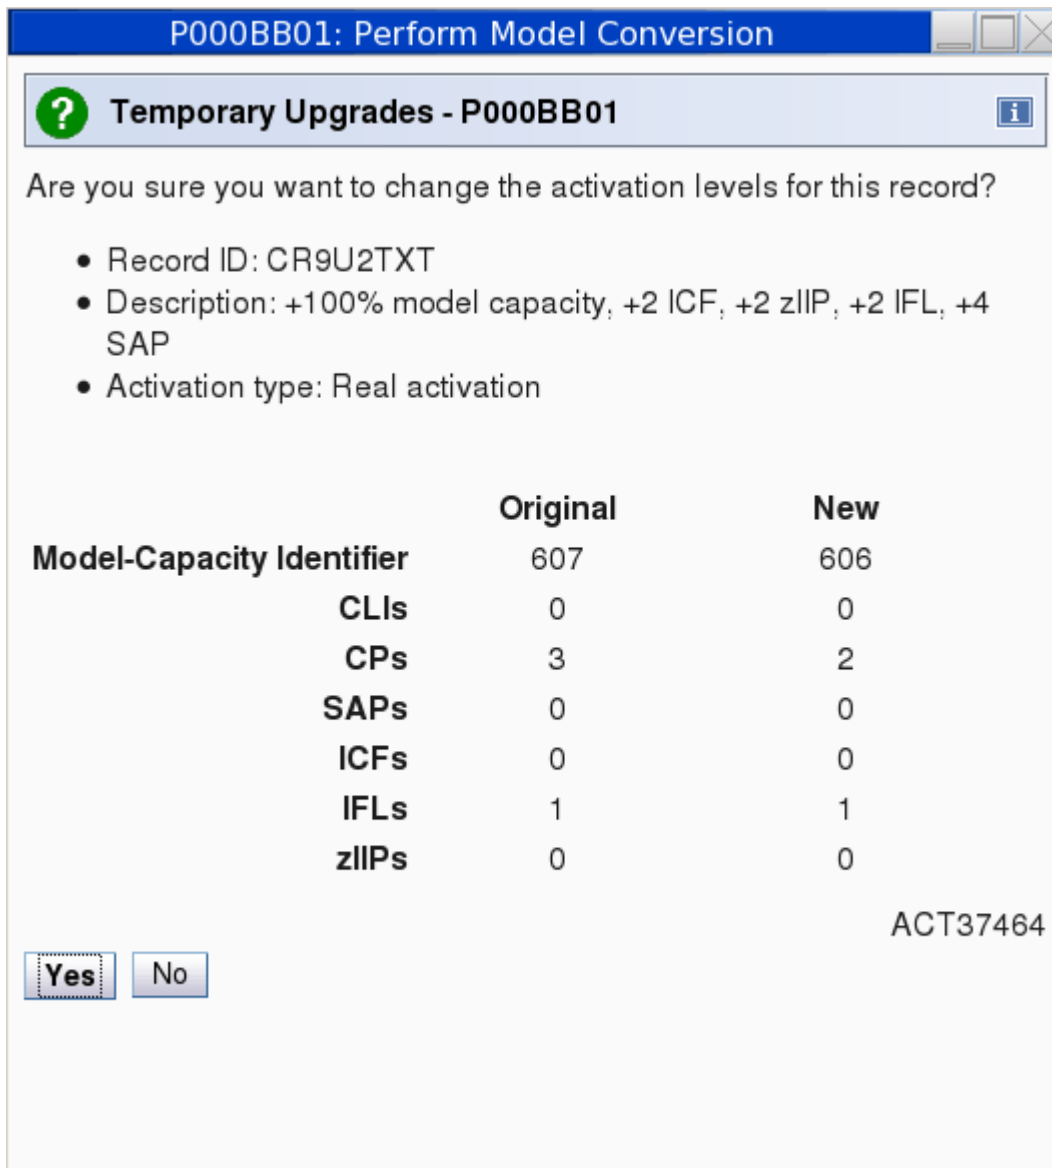 P000BB01: Perform Model Conversion
? Temporary Upgrades - P000BB01 i
Are you sure you want to change the activation levels for this record?
• Record ID: CR9U2TXT
• Description: +100% model capacity, +2 ICF, +2 zIIP, +2 IFL, +4
SAP
• Activation type: Real activation
Original New
Model-Capacity Identifier 607 606
CLIs 0 0
CPs 3 2
SAPs 0 0
ICFs 0 0
IFLs 1 1
zIIPs 0 0
ACT37464
Yes No